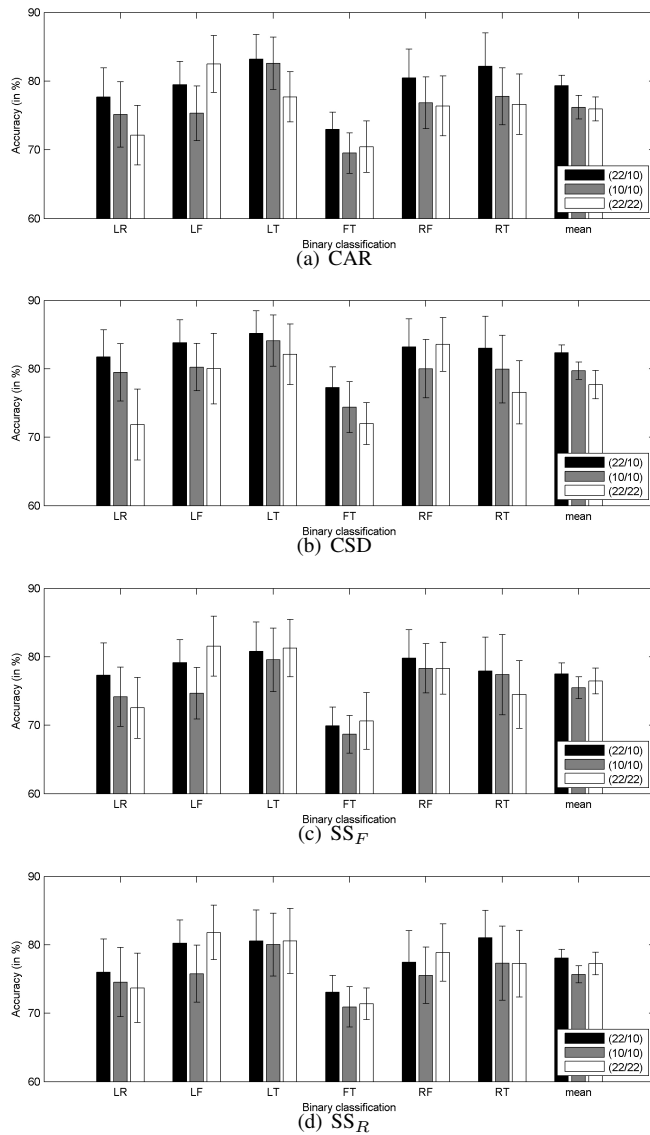 90
80
70
60
Accuracy (in %)
LR LF LT FT RF RT mean
Binary classification
(22/10)
(10/10)
(22/22)
(a) CAR
90
80
70
60
Accuracy (in %)
LR LF LT FT RF RT mean
Binary classification
(22/10)
(10/10)
(22/22)
(b) CSD
90
80
70
60
Accuracy (in %)
LR LF LT FT RF RT mean
Binary classification
(22/10)
(10/10)
(22/22)
(c) SS_F
90
80
70
60
Accuracy (in %)
LR LF LT FT RF RT mean
Binary classification
(22/10)
(10/10)
(22/22)
(d) SS_R